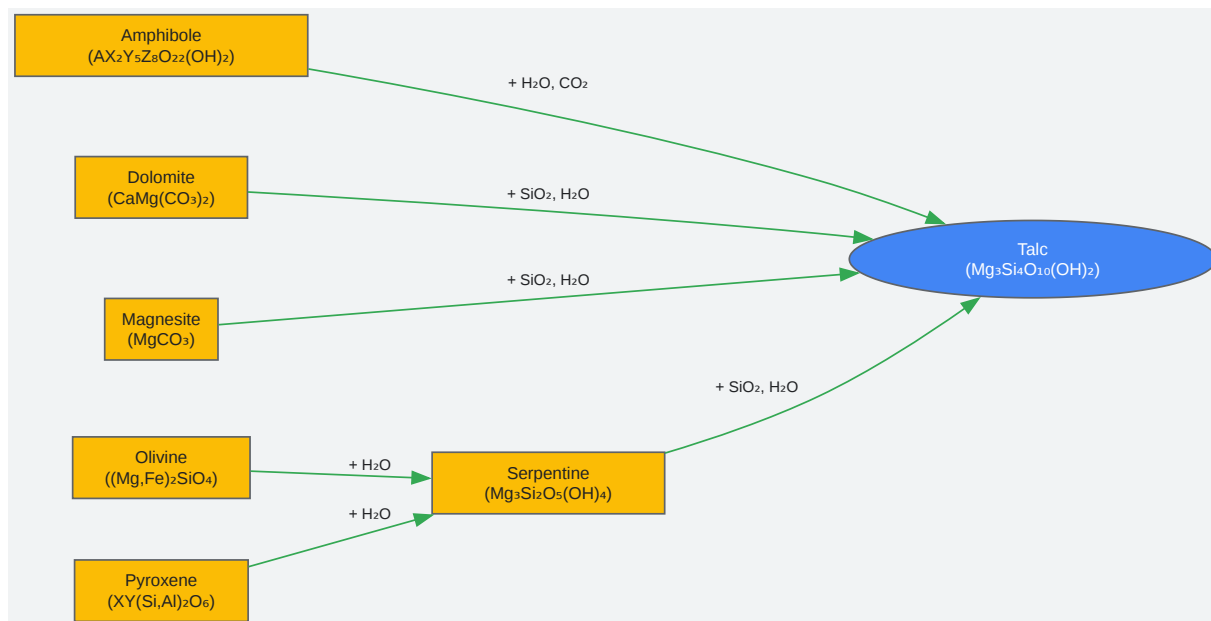 Amphibole
(AX₂Y₅Z₈O₂₂(OH)₂)
+ H₂O, CO₂
Dolomite
(CaMg(CO₃)₂)
+ SiO₂, H₂O
Talc
(Mg₃Si₄O₁₀(OH)₂)
+ SiO₂, H₂O
Magnesite
(MgCO₃)
+ SiO₂, H₂O
Olivine
((Mg,Fe)₂SiO₄)
+ H₂O
Serpentine
(Mg₃Si₂O₅(OH)₄)
+ H₂O
Pyroxene
(XY(Si,Al)₂O₆)